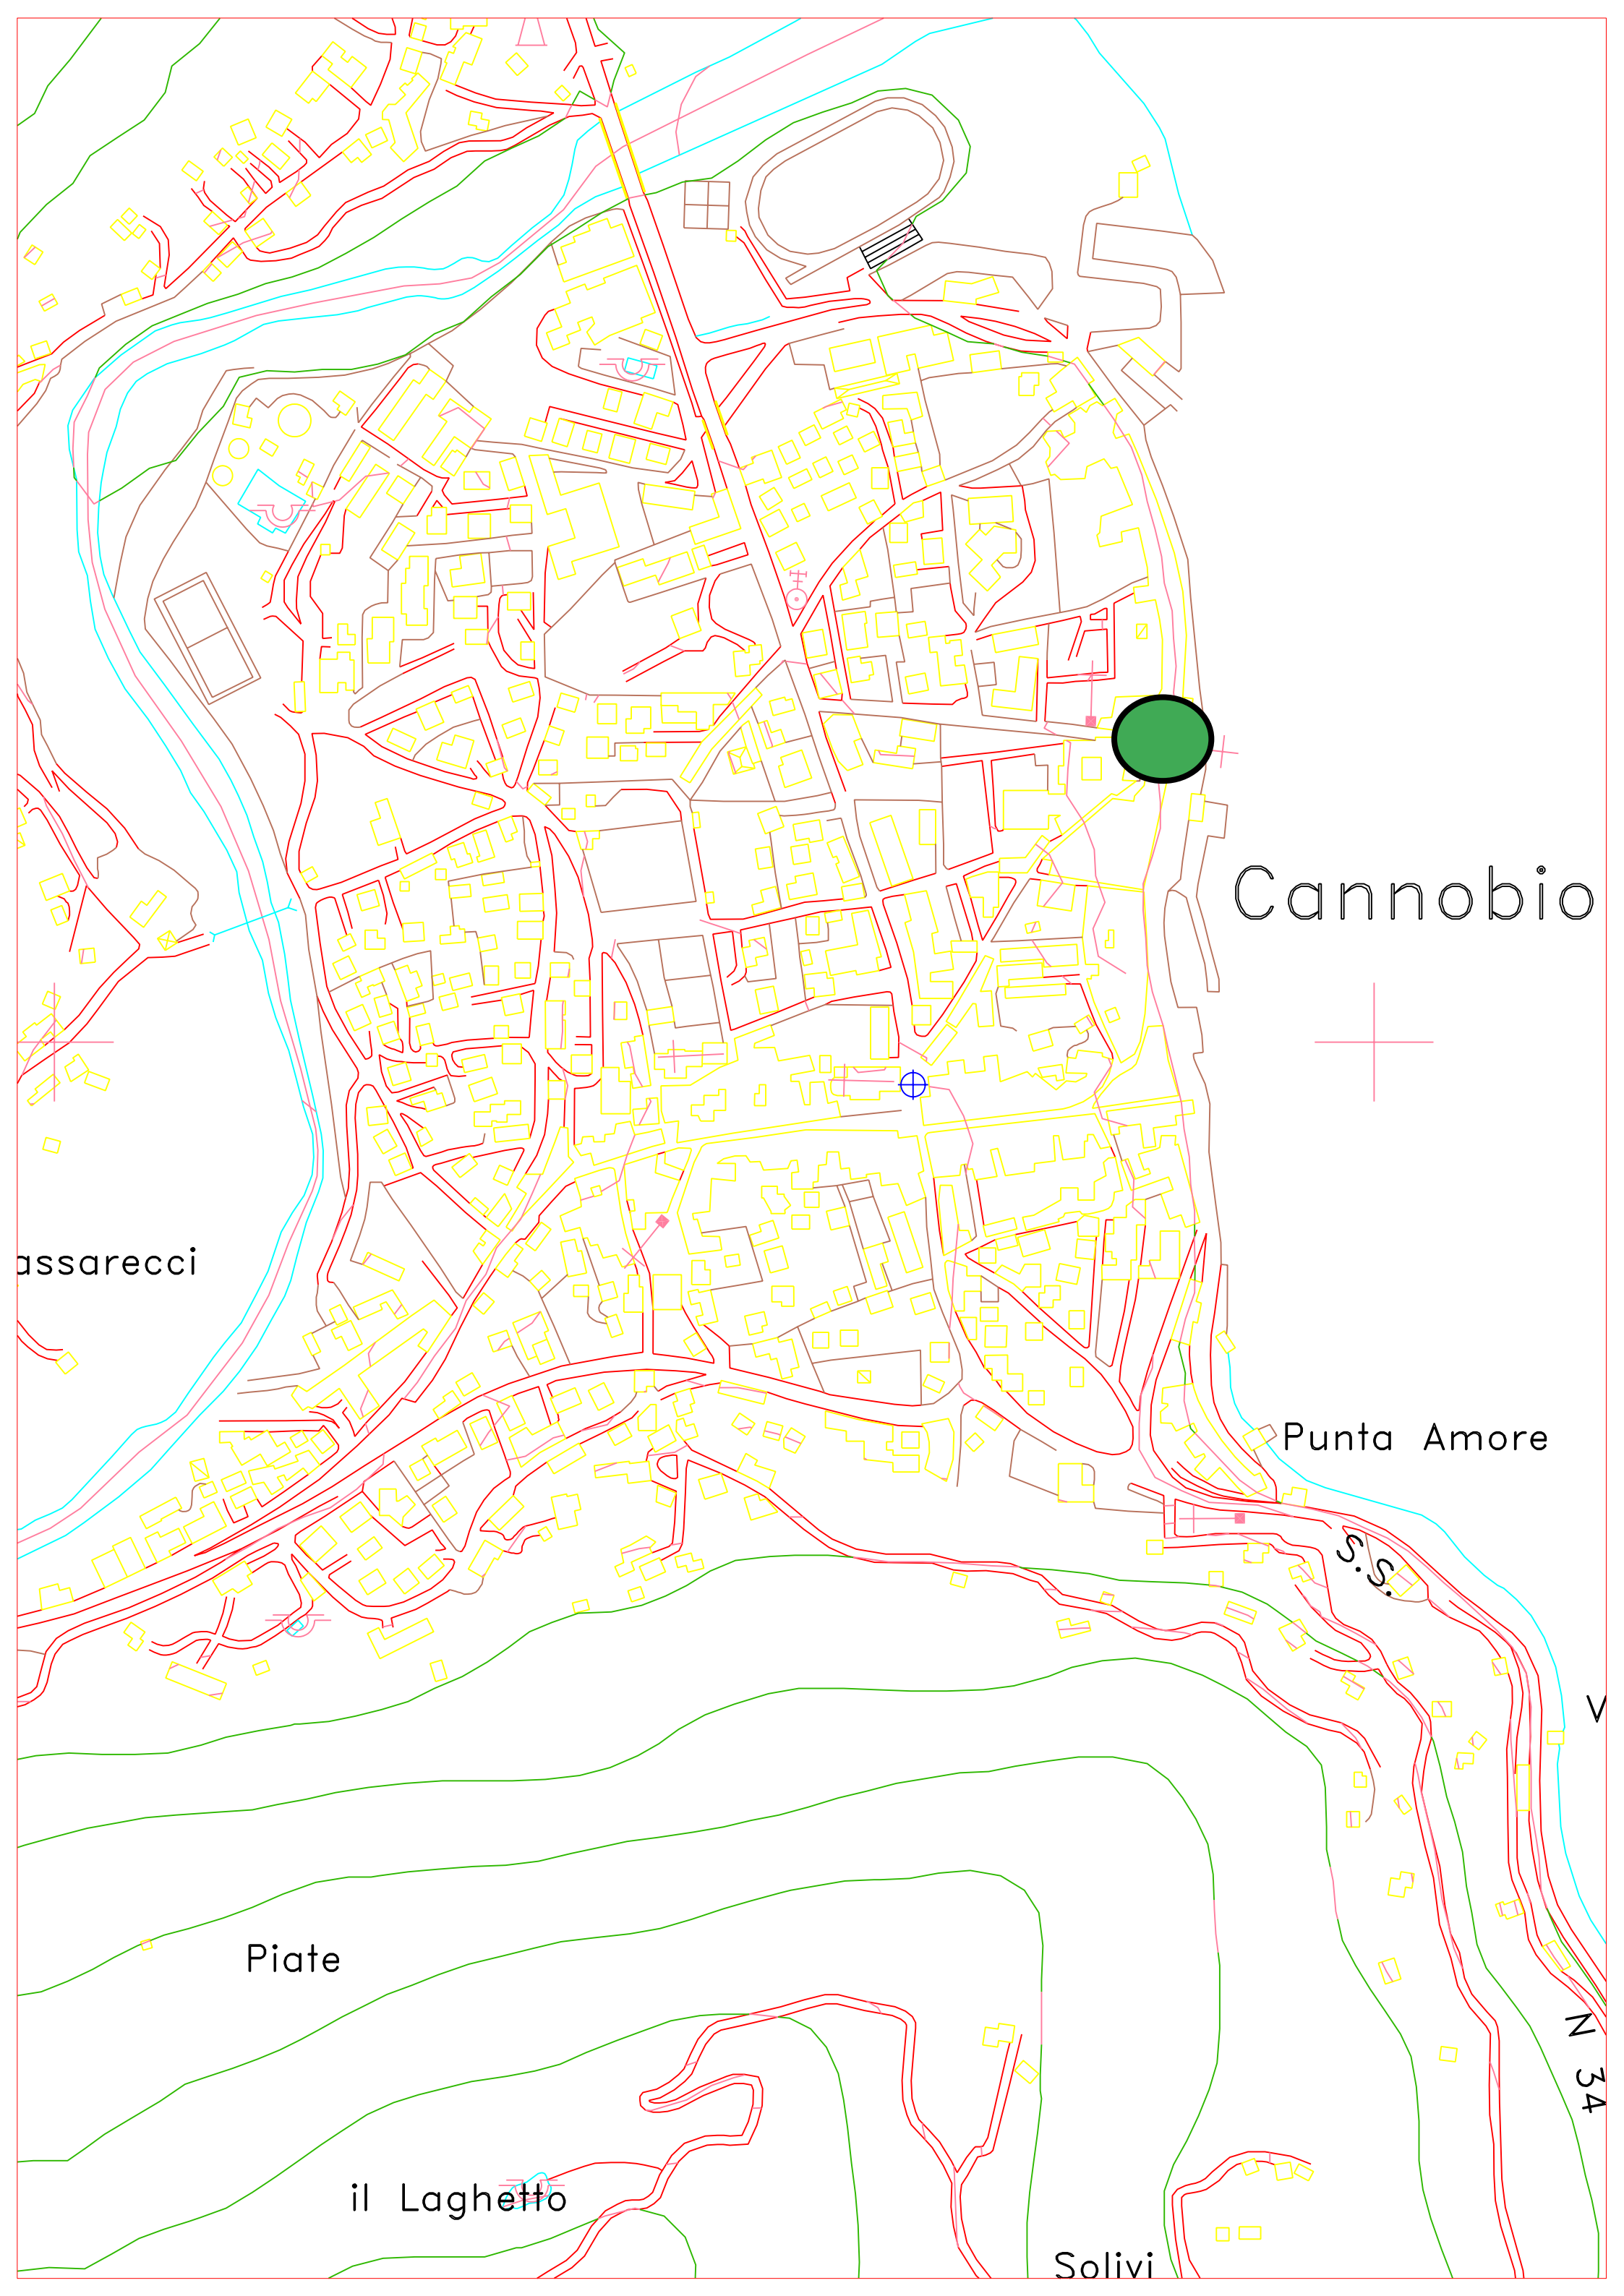 Cannobio
assarecci
Punta Amore
S.S.
V
Piate
N 34
il Laghetto
Solivi